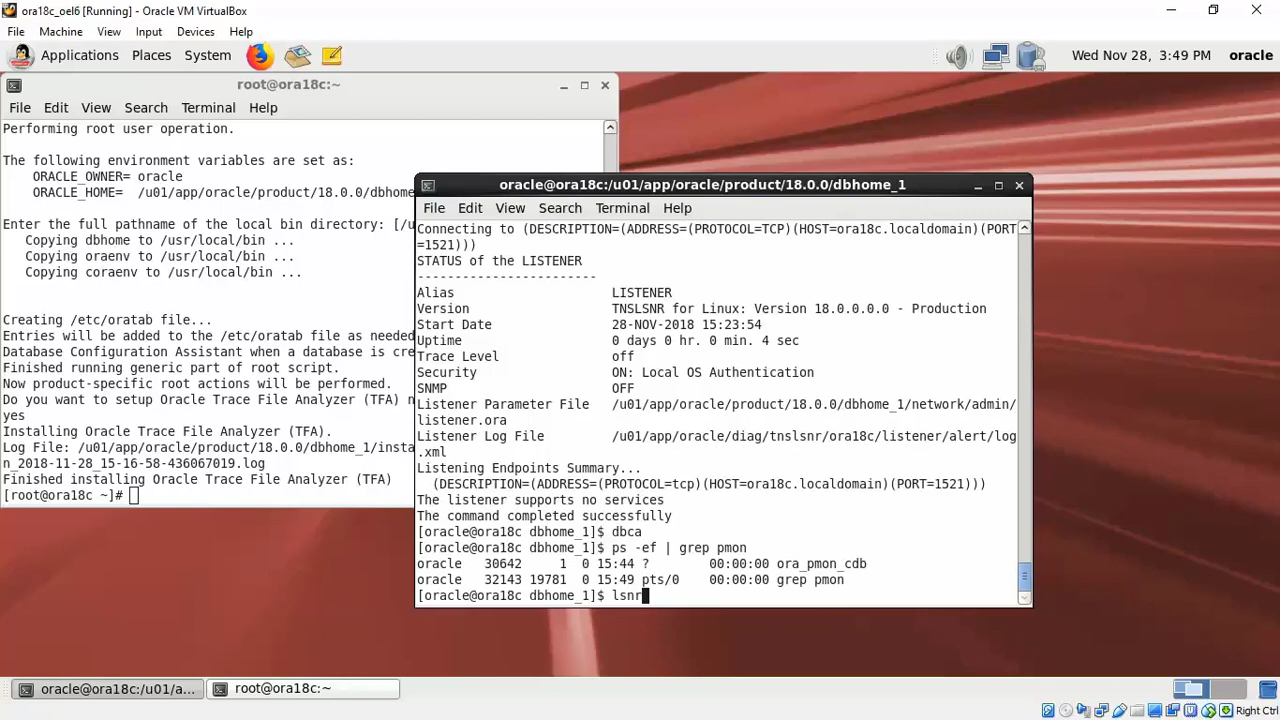 ora18c_oel6 [Running] - Oracle VM VirtualBox
File Machine View Input Devices Help
Applications Places System Wed Nov 28, 3:49 PM oracle
root@ora18c:~
File Edit View Search Terminal Help
Performing root user operation.
The following environment variables are set as:
ORACLE_OWNER= oracle
ORACLE_HOME= /u01/app/oracle/product/18.0.0/dbhome
Enter the full pathname of the local bin directory: [/u
Copying dbhome to /usr/local/bin ...
Copying oraenv to /usr/local/bin ...
Copying coraenv to /usr/local/bin ...
Creating /etc/oratab file...
Entries will be added to the /etc/oratab file as needed
Database Configuration Assistant when a database is cre
Finished running generic part of root script.
Now product-specific root actions will be performed.
Do you want to setup Oracle Trace File Analyzer (TFA) n
yes
Installing Oracle Trace File Analyzer (TFA).
Log File: /u01/app/oracle/product/18.0.0/dbhome_1/insta
n_2018-11-28_15-16-58-436067019.log
Finished installing Oracle Trace File Analyzer (TFA)
[root@ora18c ~]#
oracle@ora18c:/u01/app/oracle/product/18.0.0/dbhome_1
File Edit View Search Terminal Help
Connecting to (DESCRIPTION=(ADDRESS=(PROTOCOL=TCP)(HOST=ora18c.localdomain)(PORT
=1521)))
STATUS of the LISTENER
------------------------
Alias LISTENER
Version TNSLSNR for Linux: Version 18.0.0.0.0 - Production
Start Date 28-NOV-2018 15:23:54
Uptime 0 days 0 hr. 0 min. 4 sec
Trace Level off
Security ON: Local OS Authentication
SNMP OFF
Listener Parameter File /u01/app/oracle/product/18.0.0/dbhome_1/network/admin/
listener.ora
Listener Log File /u01/app/oracle/diag/tnslsnr/ora18c/listener/alert/log
.xml
Listening Endpoints Summary...
(DESCRIPTION=(ADDRESS=(PROTOCOL=tcp)(HOST=ora18c.localdomain)(PORT=1521)))
The listener supports no services
The command completed successfully
[oracle@ora18c dbhome_1]$ dbca
[oracle@ora18c dbhome_1]$ ps -ef | grep pmon
oracle 30642 1 0 15:44 ? 00:00:00 ora_pmon_cdb
oracle 32143 19781 0 15:49 pts/0 00:00:00 grep pmon
[oracle@ora18c dbhome_1]$ lsnr
oracle@ora18c:/u01/a...
root@ora18c:~
Right Ctrl